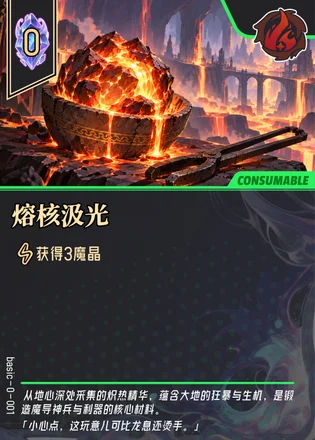 0
CONSUMABLE
熔核汲光
获得3魔晶
basic-0-001
从地心深处采集的炽热精华，蕴含大地的狂暴与生机，是锻
造魔导神兵与利器的核心材料。
「小心点，这玩意儿可比龙息还烫手。」